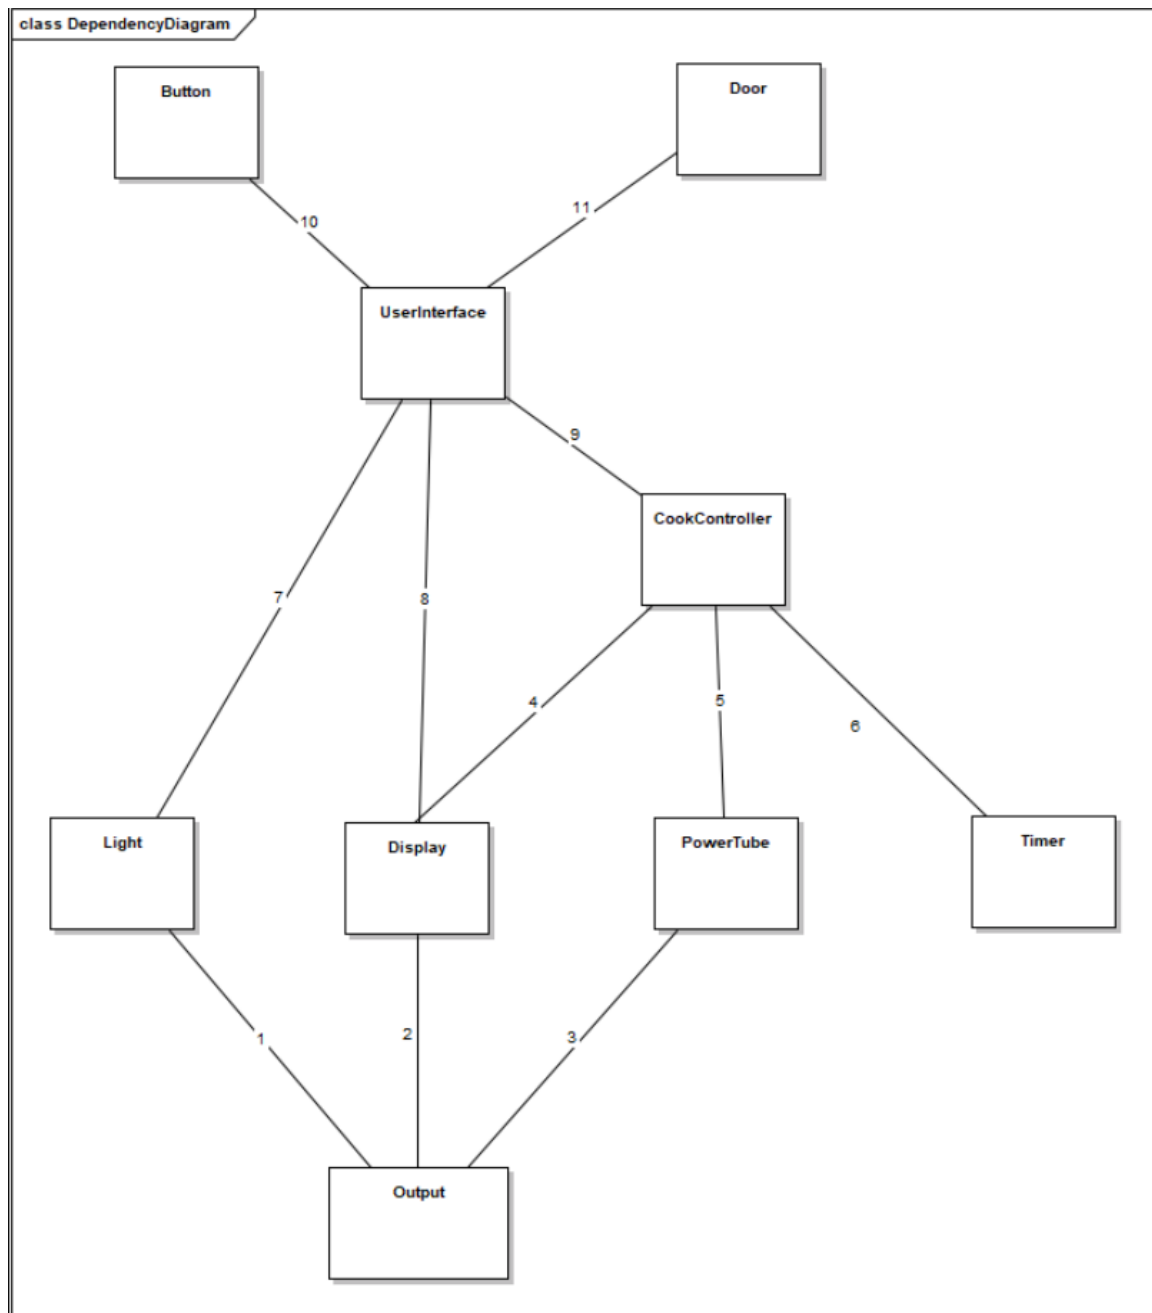 class DependencyDiagram
Button
Door
10
11
UserInterface
9
CookController
7
8
4
5
6
Light
Display
PowerTube
Timer
1
2
3
Output